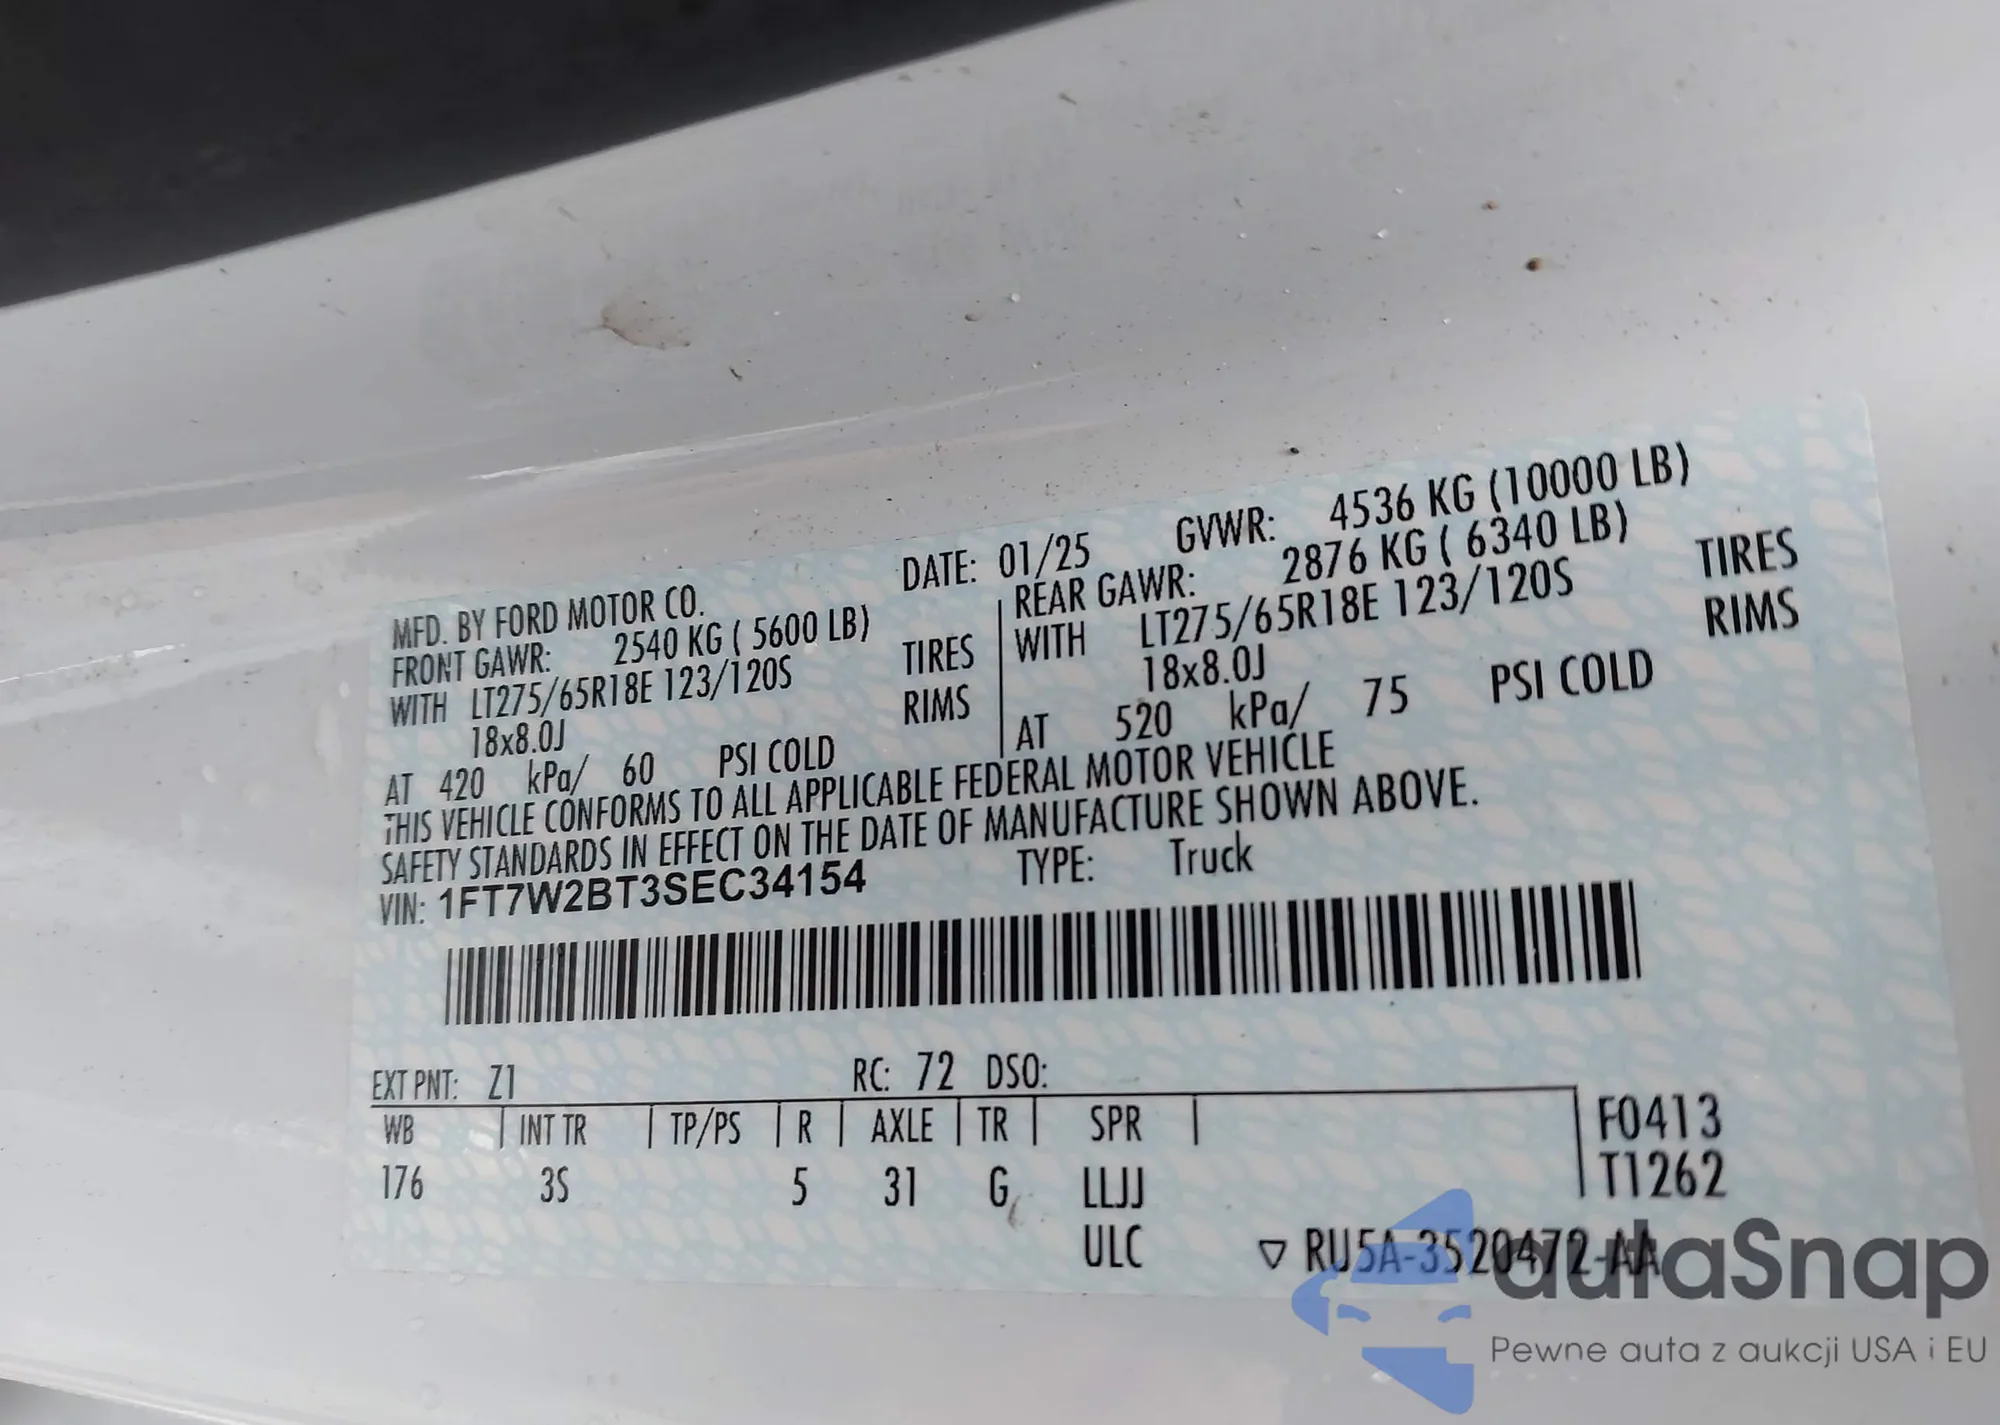 MFD. BY FORD MOTOR CO. DATE: 01/25 GVWR: 4536 KG (10000 LB)
FRONT GAWR: 2540 KG ( 5600 LB) REAR GAWR: 2876 KG ( 6340 LB)
WITH LT275/65R18E 123/120S TIRES WITH LT275/65R18E 123/120S TIRES
18x8.0J RIMS 18x8.0J RIMS
AT 420 kPa/ 60 PSI COLD AT 520 kPa/ 75 PSI COLD
THIS VEHICLE CONFORMS TO ALL APPLICABLE FEDERAL MOTOR VEHICLE
SAFETY STANDARDS IN EFFECT ON THE DATE OF MANUFACTURE SHOWN ABOVE.
VIN: 1FT7W2BT3SEC34154 TYPE: Truck
EXT PNT: Z1 RC: 72 DSO:
WB INT TR TP/PS R AXLE TR SPR F0413
176 3S 5 31 G LLJJ T1262
ULC ▽ RU5A-3520472-AA
autaSnap
Pewne auta z aukcji USA i EU